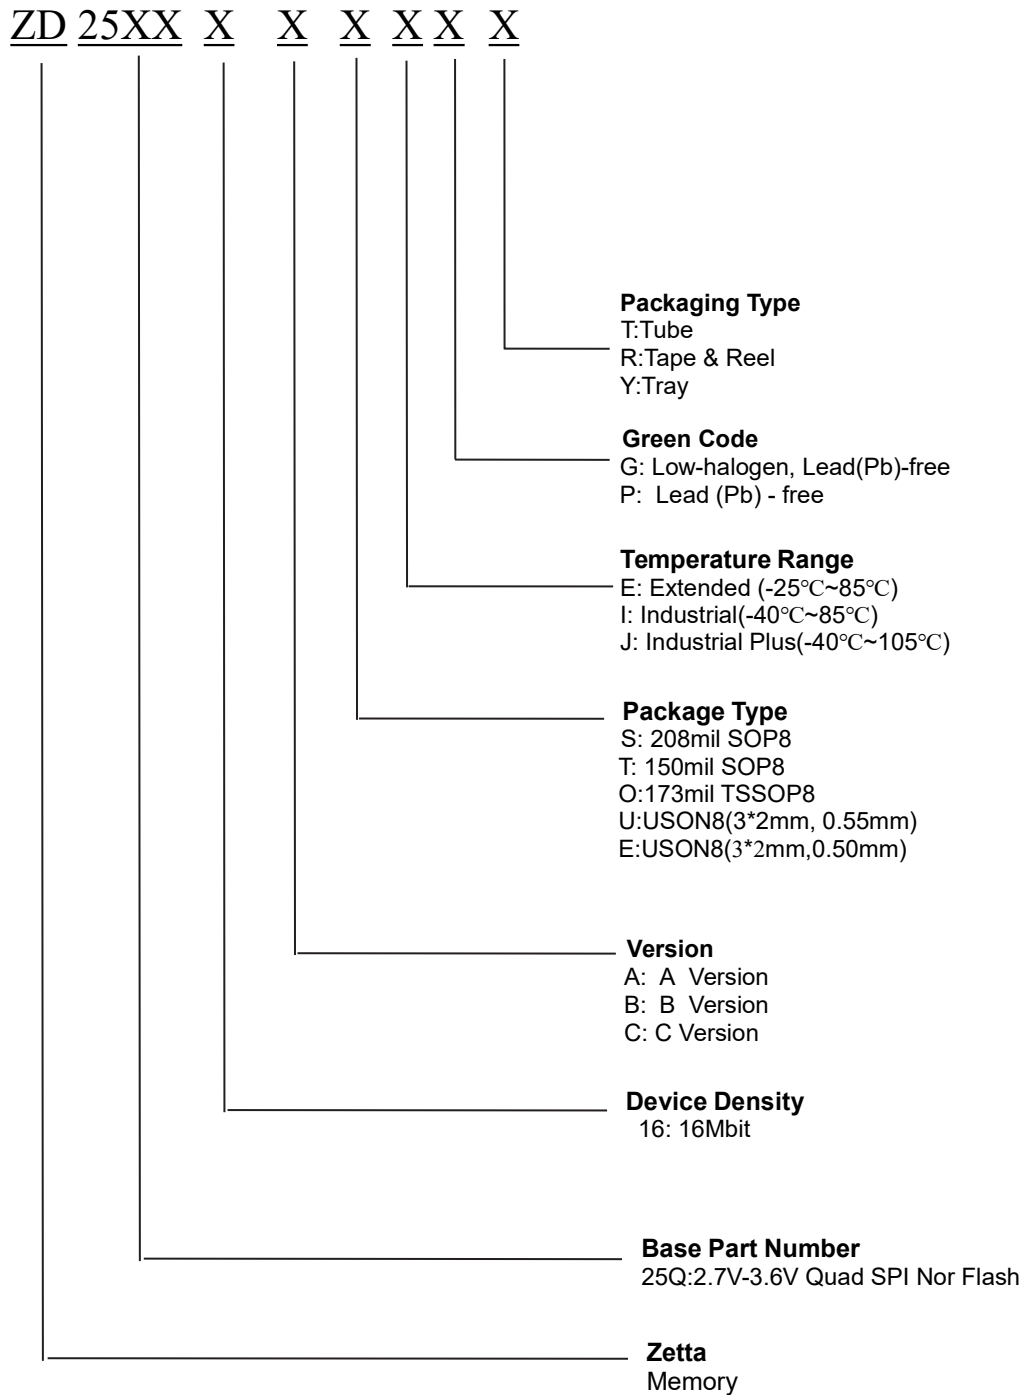 ZD 25XX X X X X X X
Packaging Type
T:Tube
R:Tape & Reel
Y:Tray
Green Code
G: Low-halogen, Lead(Pb)-free
P: Lead (Pb) - free
Temperature Range
E: Extended (-25℃~85℃)
I: Industrial(-40℃~85℃)
J: Industrial Plus(-40℃~105℃)
Package Type
S: 208mil SOP8
T: 150mil SOP8
O:173mil TSSOP8
U:USON8(3*2mm, 0.55mm)
E:USON8(3*2mm,0.50mm)
Version
A: A Version
B: B Version
C: C Version
Device Density
16: 16Mbit
Base Part Number
25Q:2.7V-3.6V Quad SPI Nor Flash
Zetta
Memory